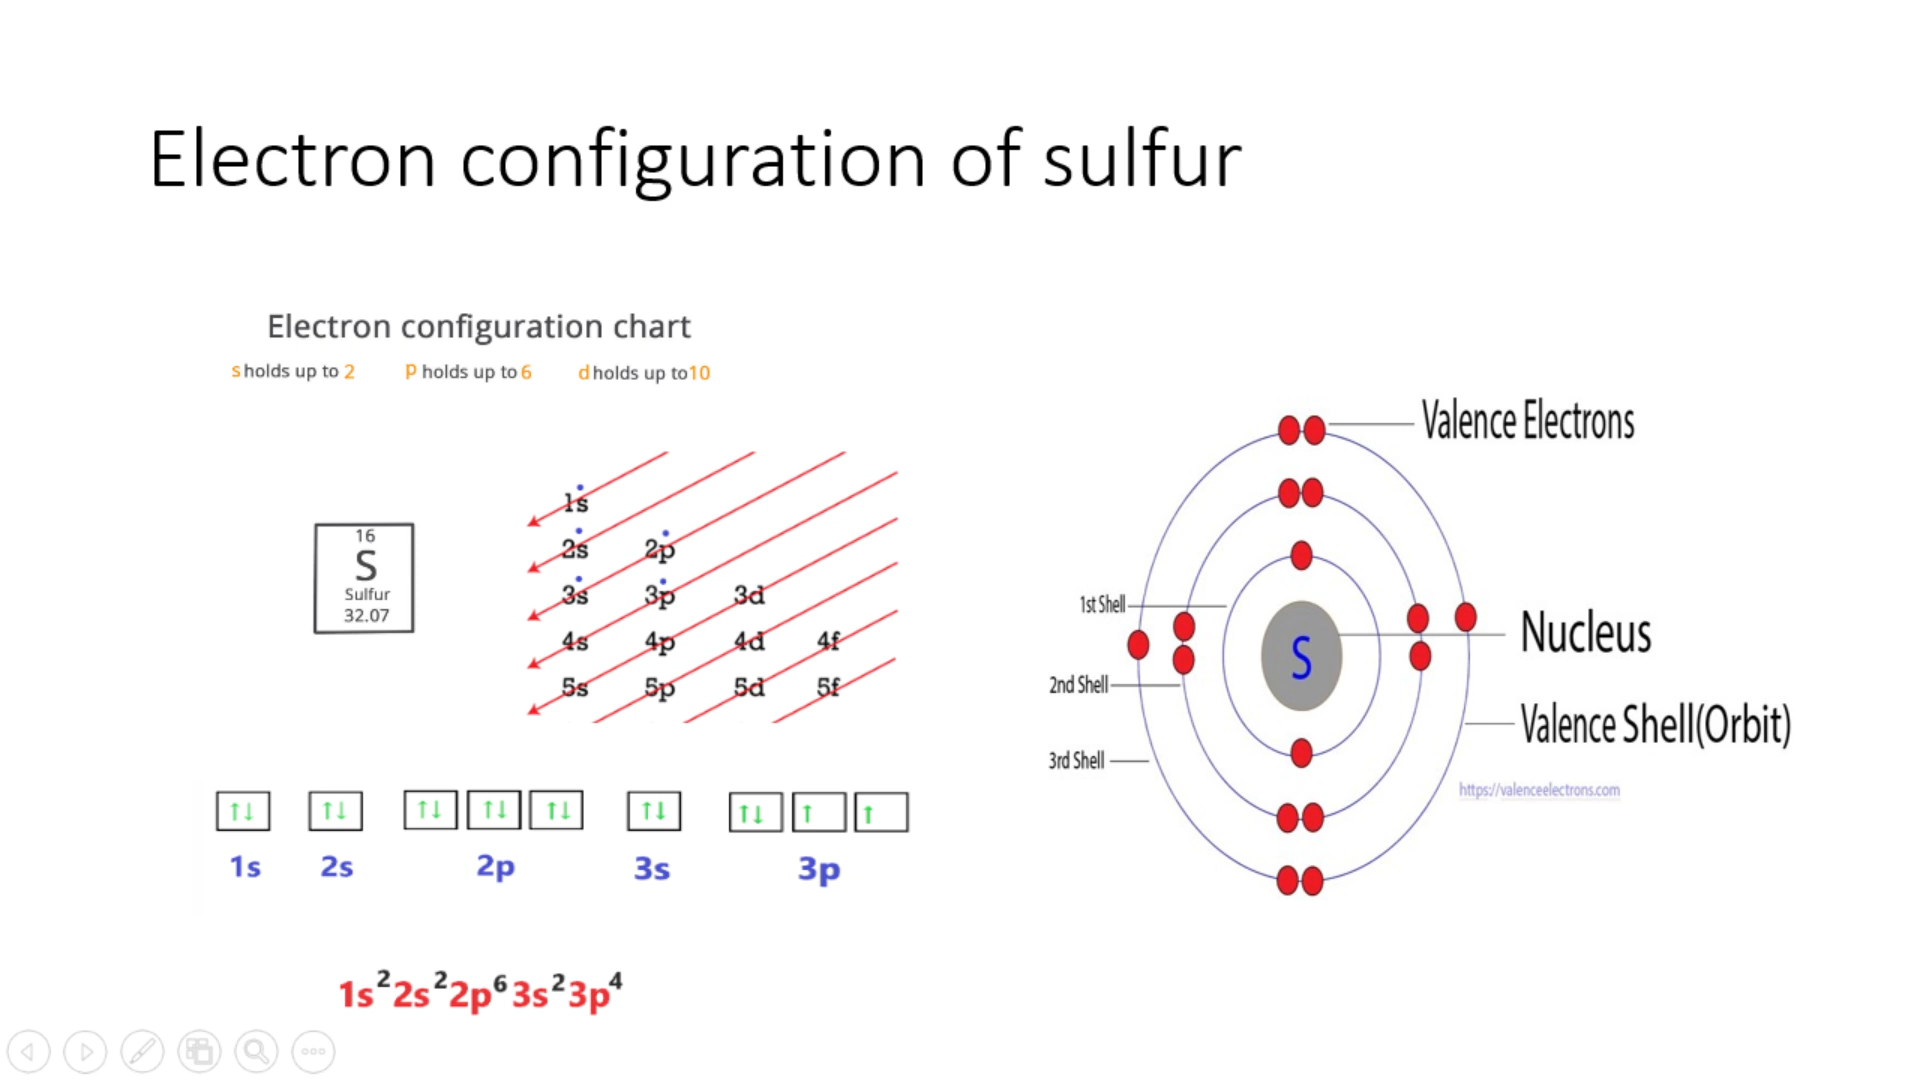 Electron configuration of sulfur
Electron configuration chart
s holds up to 2 p holds up to 6 d holds up to 10
16
S
Sulfur
32.07
1s
2s 2p
3s 3p 3d
4s 4p 4d 4f
5s 5p 5d 5f
↑↓ ↑↓ ↑↓ ↑↓ ↑↓ ↑↓ ↑↓ ↑ ↑
1s 2s 2p 3s 3p
1s²2s²2p⁶3s²3p⁴
Valence Electrons
1st Shell
Nucleus
S
2nd Shell
Valence Shell(Orbit)
3rd Shell
https://valenceelectrons.com